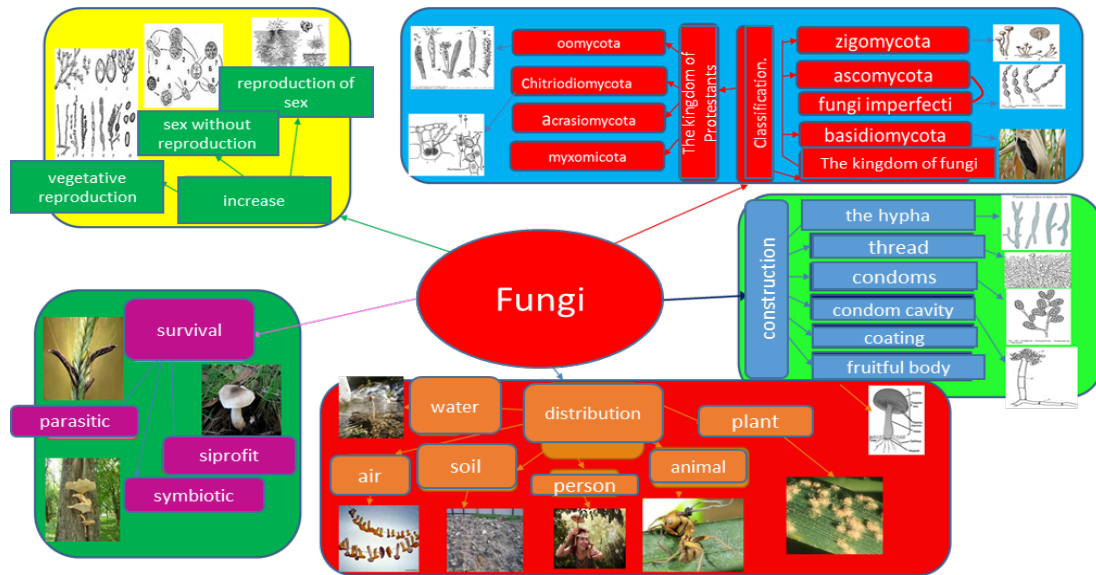 reproduction of
sex
sex without
reproduction
vegetative
reproduction
increase
oomycota
Chitriodiomycota
acrasiomycota
myxomicota
The kingdom of
Protestants
Classification.
zigomycota
ascomycota
fungi imperfecti
basidiomycota
The kingdom of fungi
Fungi
construction
the hypha
thread
condoms
condom cavity
coating
fruitful body
survival
parasitic
siprofit
symbiotic
water
distribution
plant
air
soil
person
animal